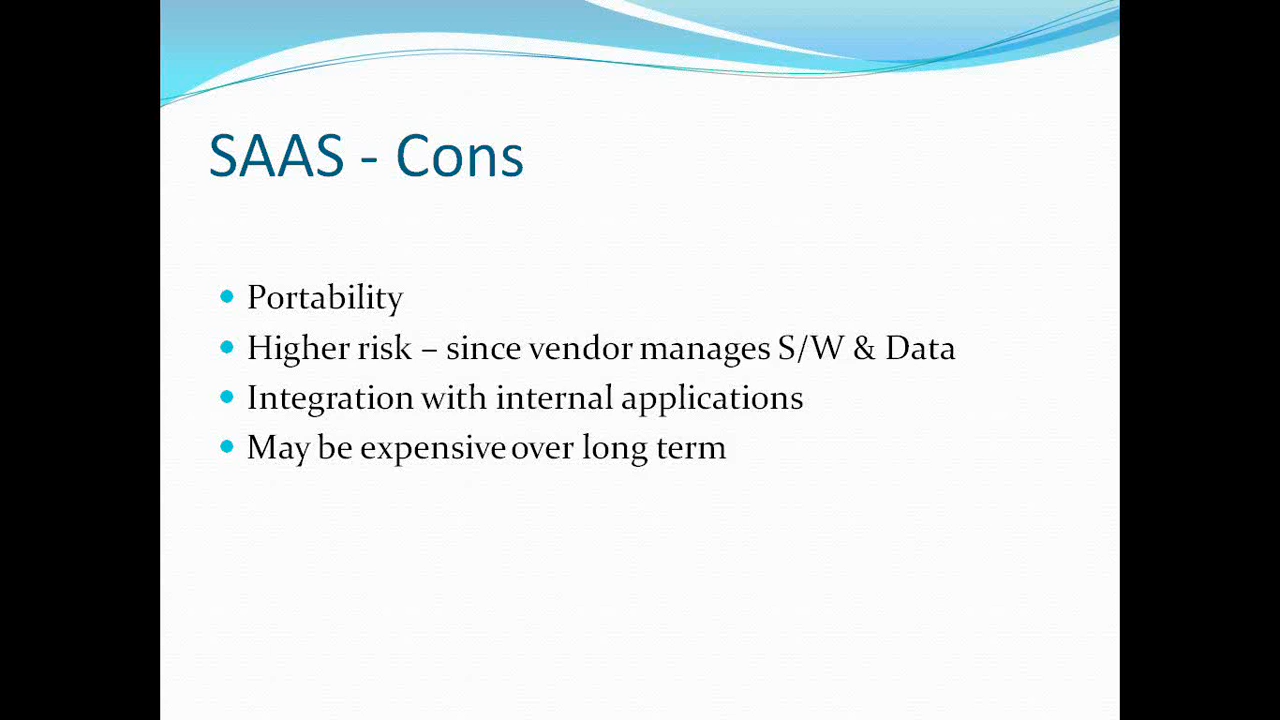 SAAS - Cons
Portability
Higher risk – since vendor manages S/W & Data
Integration with internal applications
May be expensive over long term